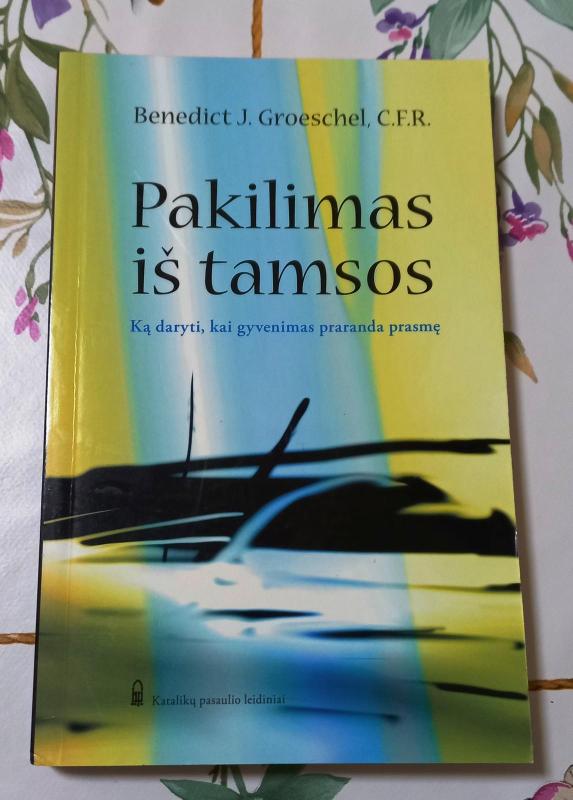 Benedict J. Groeschel, C.F.R.
Pakilimas
iš tamsos
Ką daryti, kai gyvenimas praranda prasmę
Katalikų pasaulio leidiniai